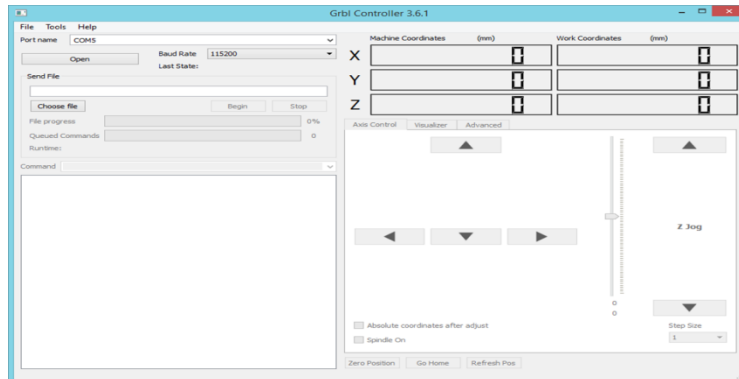 Grbl Controller 3.6.1
File Tools Help
Port name COM5
Open
Baud Rate 115200
Last State:
Send File
Choose file Begin Stop
File progress 0%
Queued Commands 0
Runtime:
Command
Machine Coordinates (mm) Work Coordinates (mm)
X 0 0
Y 0 0
Z 0 0
Axis Control Visualizer Advanced
Z Jog
0
0
Absolute coordinates after adjust
Spindle On
Step Size
1
Zero Position Go Home Refresh Pos